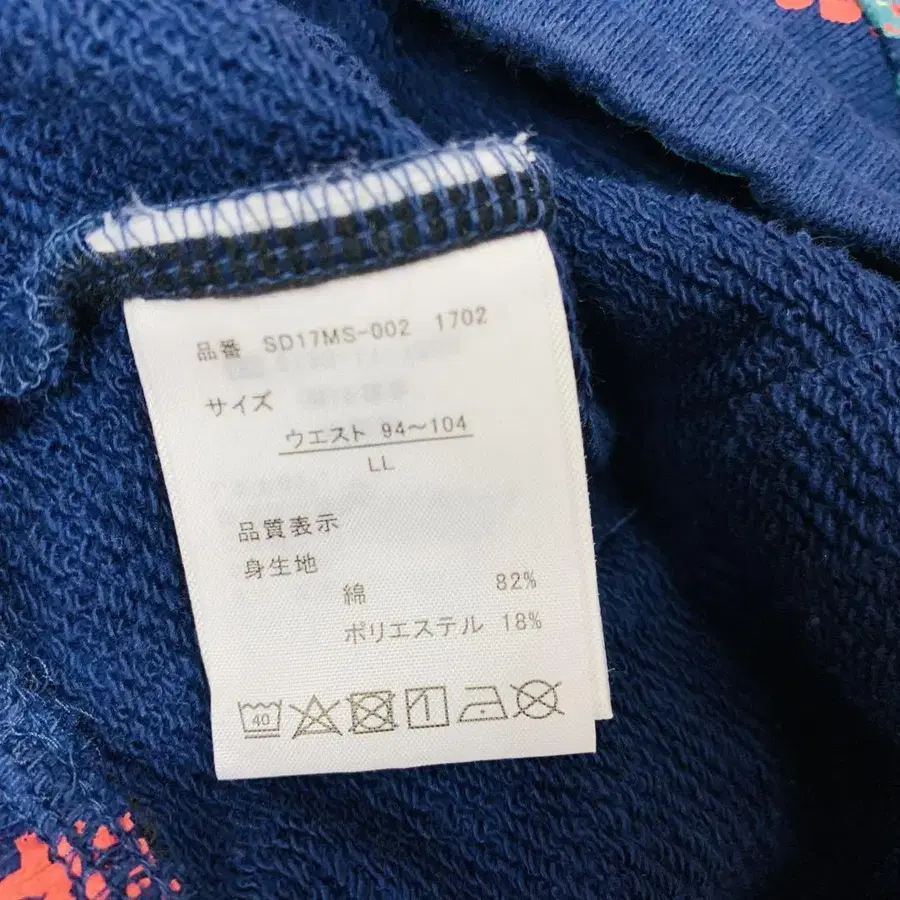 品番 SD17MS-002 1702
サイズ
ウエスト 94～104
LL
品質表示
身生地
綿 82%
ポリエステル 18%
40